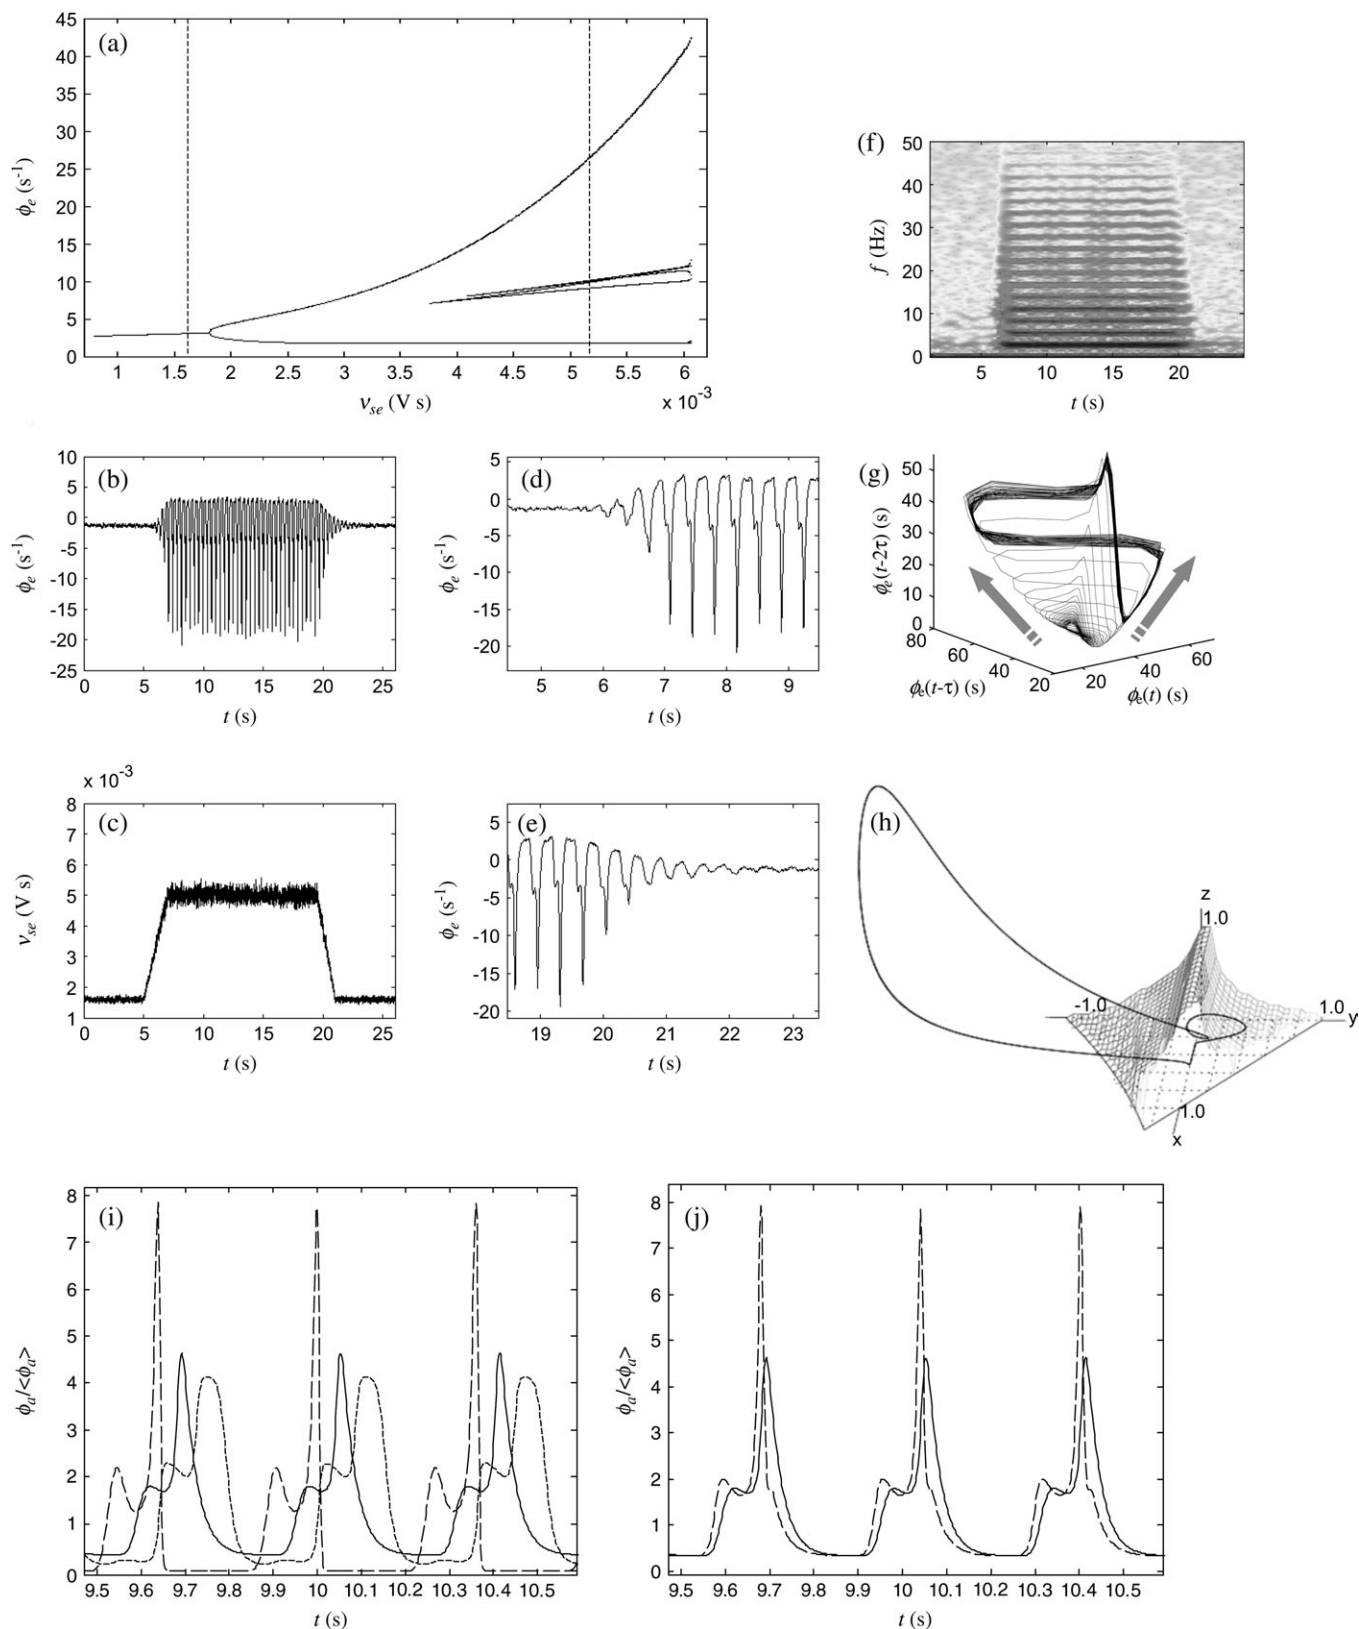 (a)
45
40
35
30
25
20
15
10
5
0
ϕe (s-1)
1 1.5 2 2.5 3 3.5 4 4.5 5 5.5 6
x 10-3
νse (V s)
(f)
50
40
30
20
10
0
f (Hz)
5 10 15 20
t (s)
(b)
10
5
0
-5
-10
-15
-20
-25
ϕe (s-1)
0 5 10 15 20 25
t (s)
(d)
5
0
-5
-10
-15
-20
ϕe (s-1)
5 6 7 8 9
t (s)
(g)
50
40
30
20
10
0
ϕe(t-2τ) (s)
80 60 40 20
ϕe(t-τ) (s)
20 40 60
ϕe(t) (s)
x 10-3
(c)
8
7
6
5
4
3
2
1
νse (V s)
0 5 10 15 20 25
t (s)
(e)
5
0
-5
-10
-15
-20
ϕe (s-1)
19 20 21 22 23
t (s)
(h)
z
1.0
-1.0
1.0
y
1.0
x
(i)
8
7
6
5
4
3
2
1
0
ϕa/<ϕa>
9.5 9.6 9.7 9.8 9.9 10 10.1 10.2 10.3 10.4 10.5
t (s)
(j)
8
7
6
5
4
3
2
1
0
ϕa/<ϕa>
9.5 9.6 9.7 9.8 9.9 10 10.1 10.2 10.3 10.4 10.5
t (s)